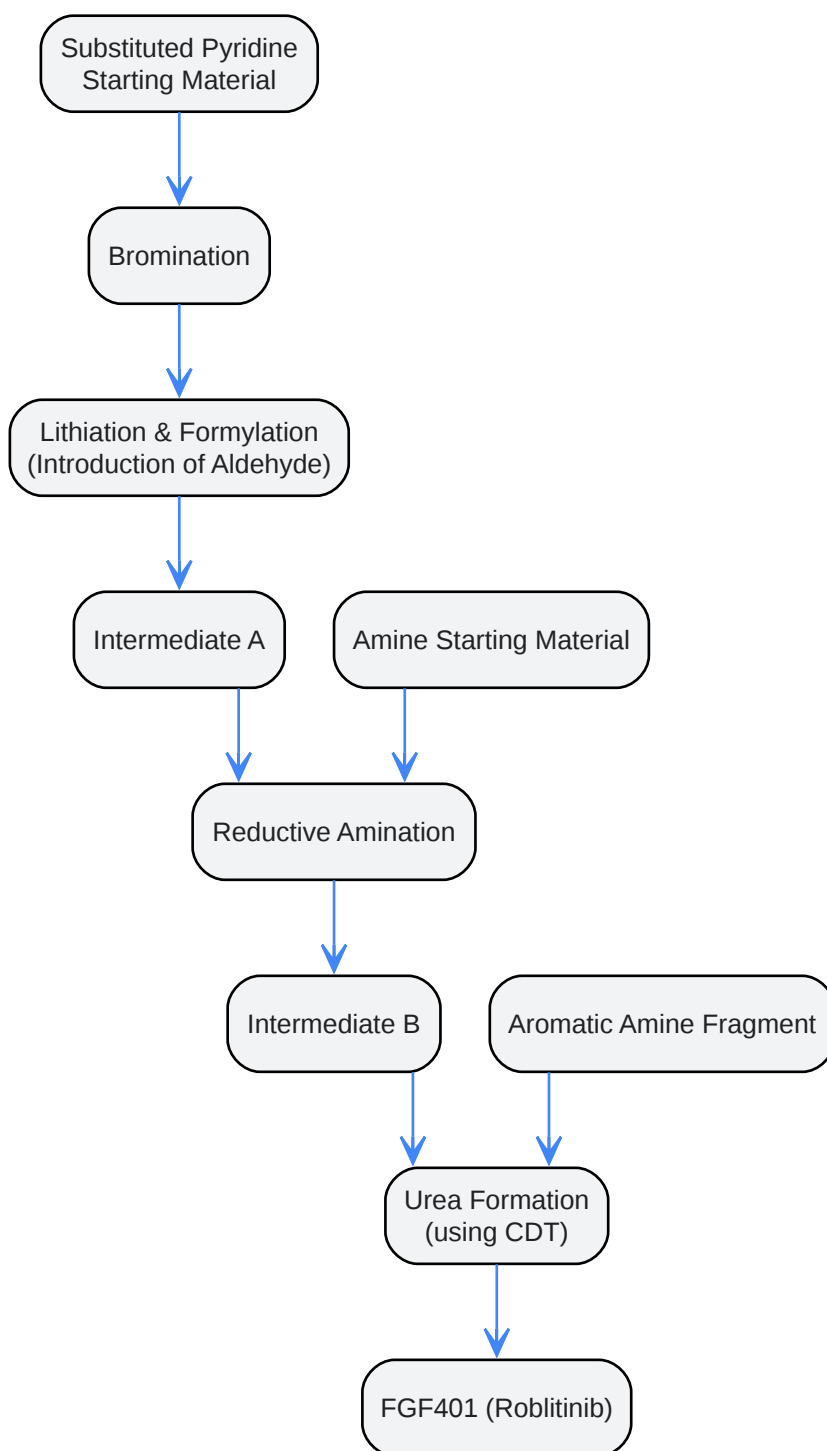 Substituted Pyridine
Starting Material
Bromination
Lithiation & Formylation
(Introduction of Aldehyde)
Intermediate A
Amine Starting Material
Reductive Amination
Intermediate B
Aromatic Amine Fragment
Urea Formation
(using CDT)
FGF401 (Roblitinib)